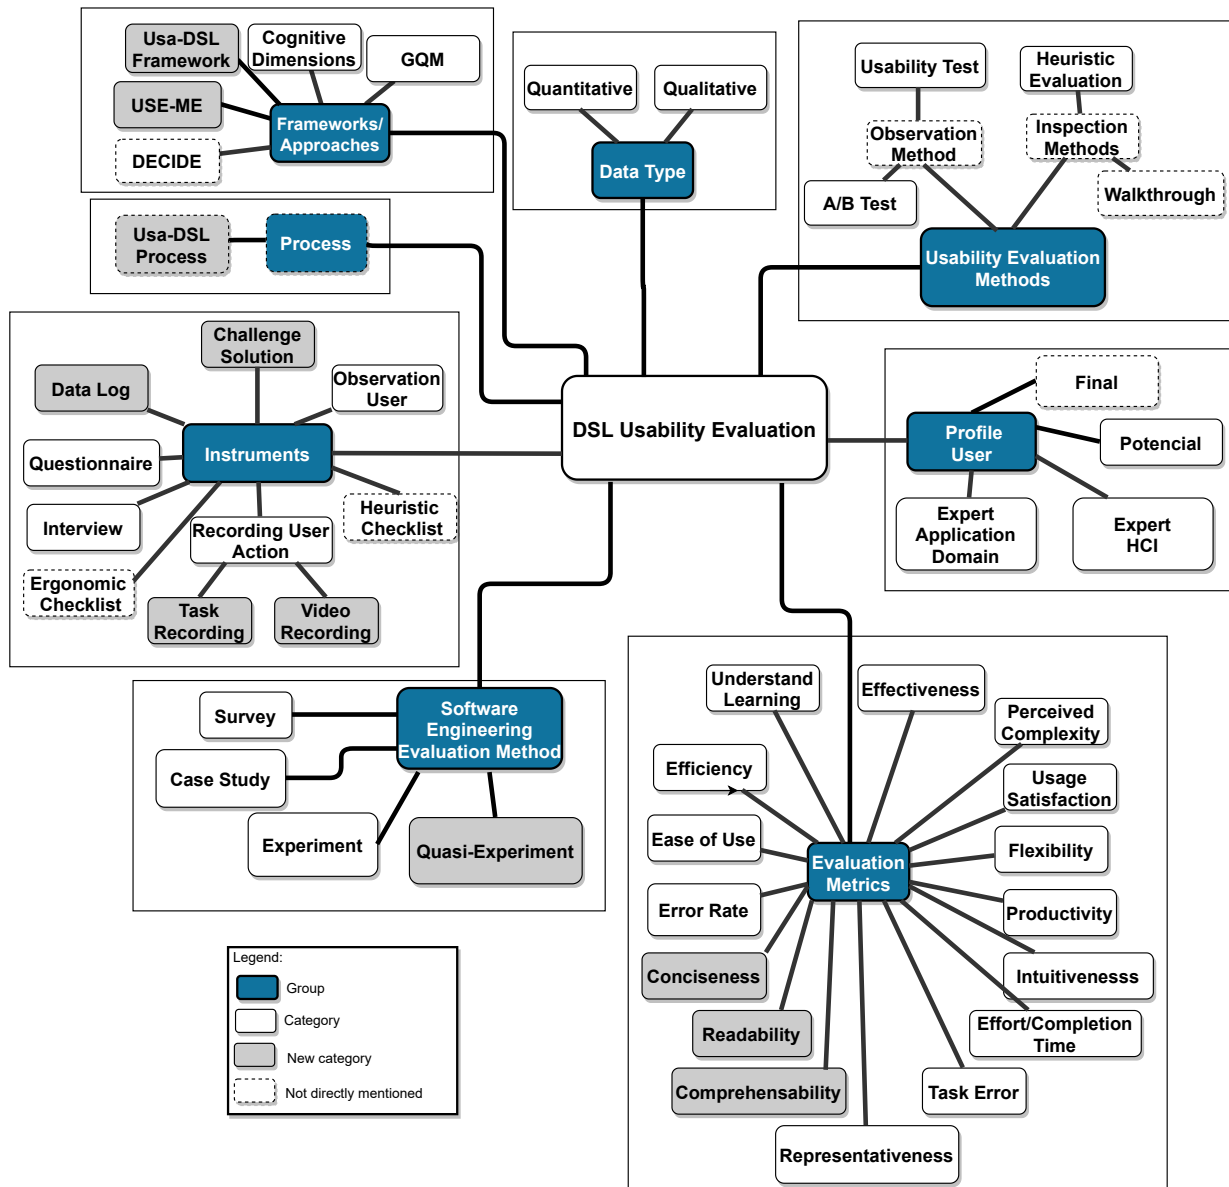 Usa-DSL
Framework
Cognitive
Dimensions
GQM
USE-ME
Frameworks/
Approaches
DECIDE
Quantitative
Qualitative
Data Type
Usability Test
Heuristic
Evaluation
Observation
Method
Inspection
Methods
A/B Test
Walkthrough
Usability Evaluation
Methods
Usa-DSL
Process
Process
Challenge
Solution
Data Log
Observation
User
Questionnaire
Instruments
Interview
Recording User
Action
Heuristic
Checklist
Ergonomic
Checklist
Task
Recording
Video
Recording
DSL Usability Evaluation
Final
Profile
User
Potencial
Expert
Application
Domain
Expert
HCI
Survey
Software
Engineering
Evaluation Method
Case Study
Experiment
Quasi-Experiment
Understand
Learning
Effectiveness
Perceived
Complexity
Efficiency
Usage
Satisfaction
Ease of Use
Evaluation
Metrics
Flexibility
Error Rate
Productivity
Conciseness
Intuitivenesss
Readability
Effort/Completion
Time
Comprehensability
Task Error
Representativeness
Legend:
Group
Category
New category
Not directly mentioned